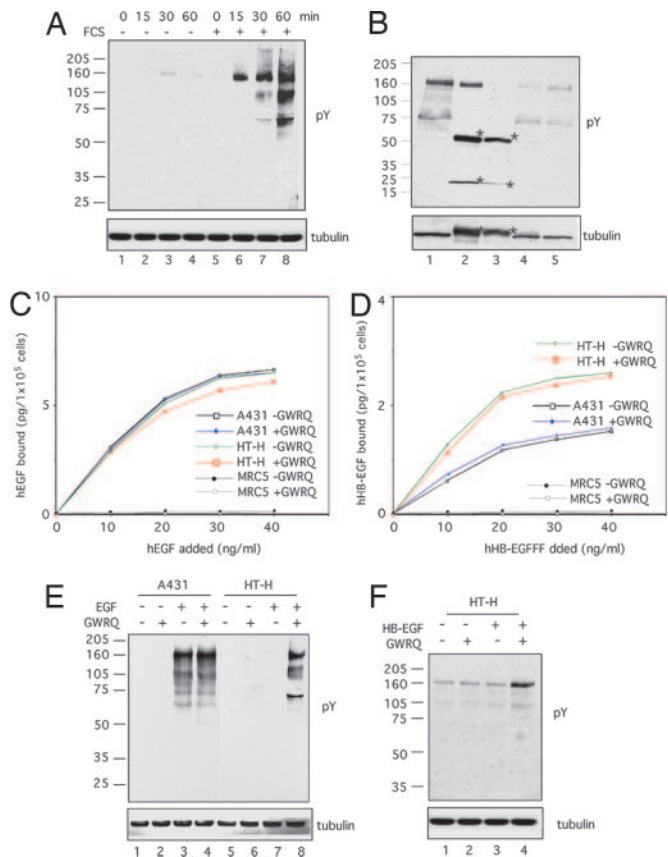 A
0 15 30 60 0 15 30 60 min
FCS - - - - + + + +
205
160
105
75
50
35
25
pY
tubulin
1 2 3 4 5 6 7 8
B
205
160
105
75
50
35
25
15
* *
* *
pY
* *
tubulin
1 2 3 4 5
C
10
5
0
hEGF bound (pg/1x10⁵ cells)
A431 -GWRQ
A431 +GWRQ
HT-H -GWRQ
HT-H +GWRQ
MRC5 -GWRQ
MRC5 +GWRQ
0 10 20 30 40
hEGF added (ng/ml)
D
4
2
0
hHB-EGF bound (pg/1x10⁵ cells)
HT-H -GWRQ
HT-H +GWRQ
A431 -GWRQ
A431 +GWRQ
MRC5 -GWRQ
MRC5 +GWRQ
0 10 20 30 40
hHB-EGFFF dded (ng/ml)
E
A431 HT-H
EGF - - + + - - + +
GWRQ - + - + - + - +
205
160
105
75
50
35
25
pY
tubulin
1 2 3 4 5 6 7 8
F
HT-H
HB-EGF - - + +
GWRQ - + - +
205
160
105
75
50
35
pY
tubulin
1 2 3 4